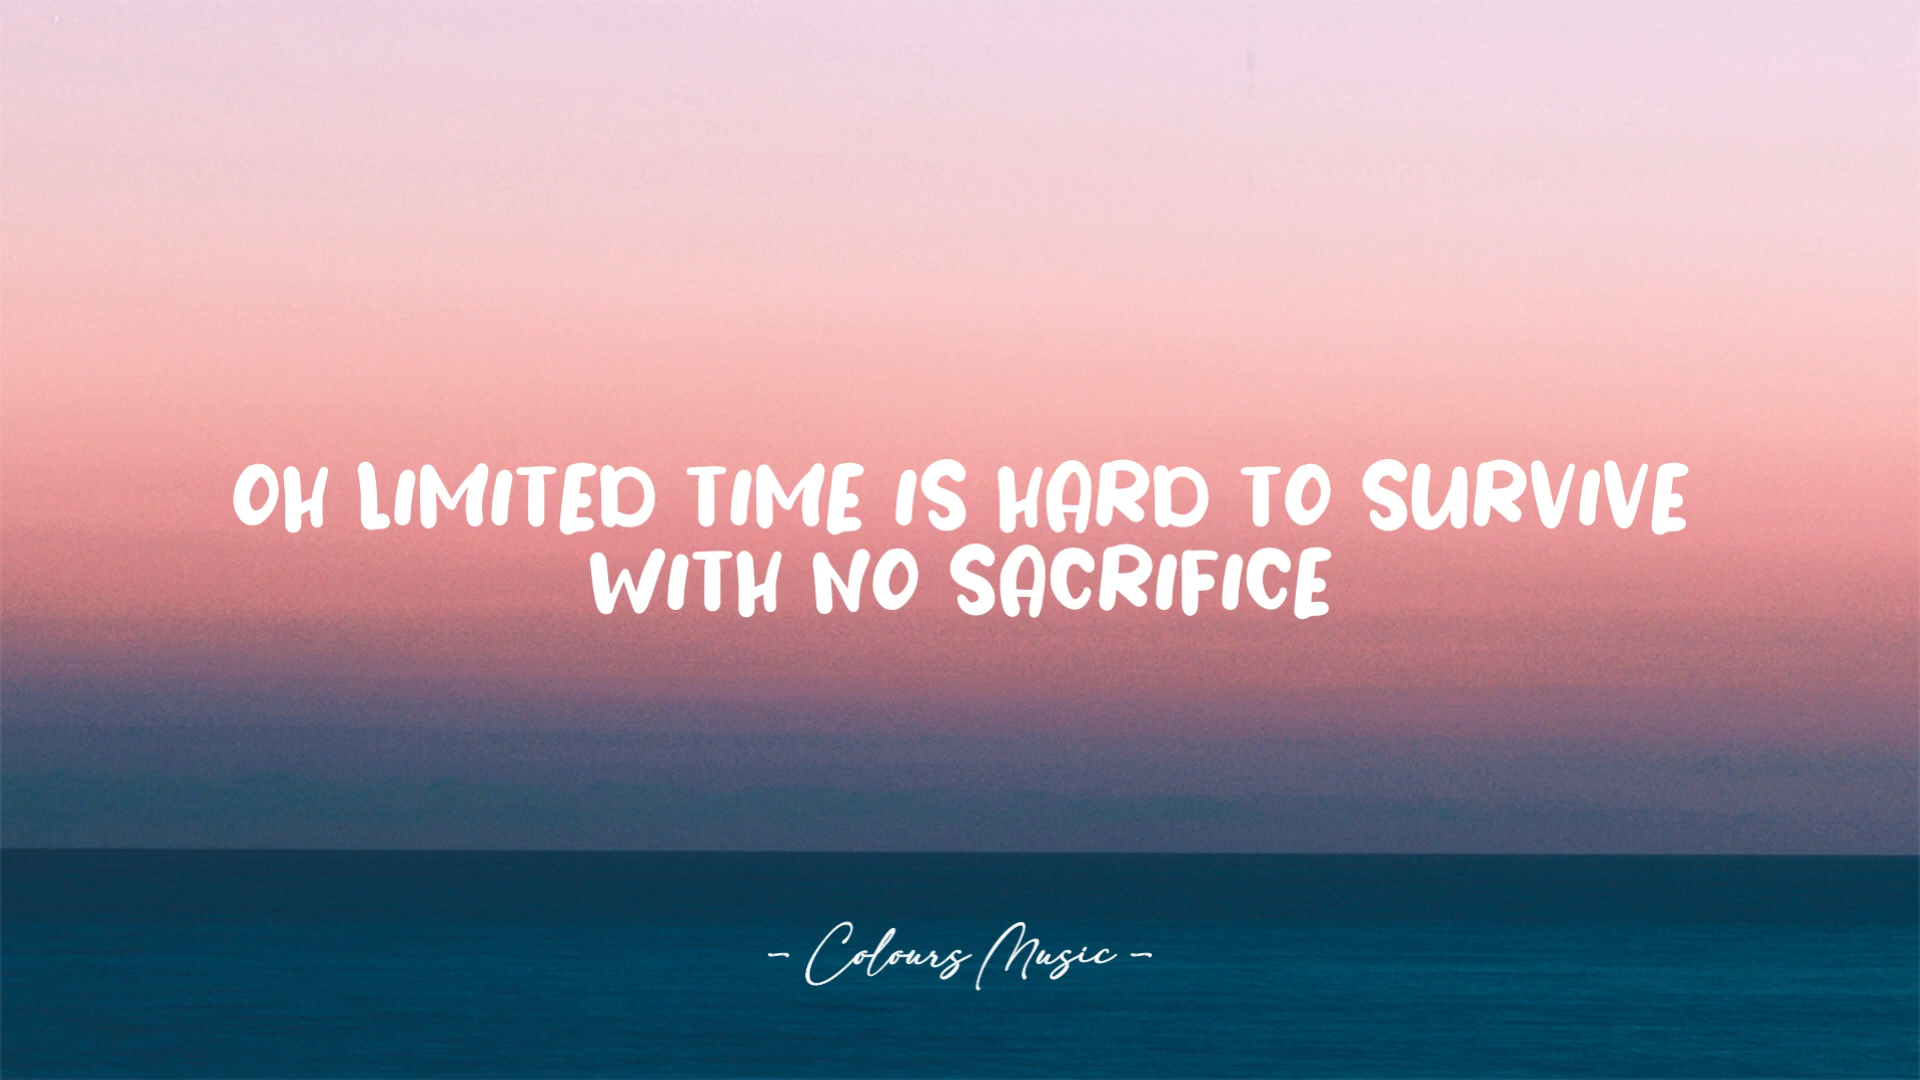 OH LIMITED TIME IS HARD TO SURVIVE
WITH NO SACRIFICE
- Colours Music -